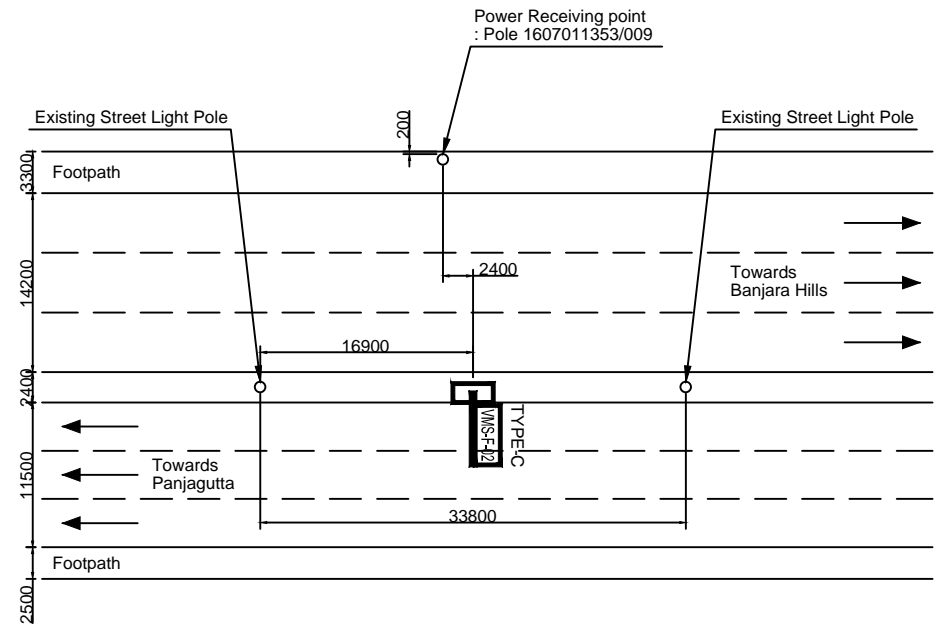 Power Receiving point
: Pole 1607011353/009
Existing Street Light Pole
Existing Street Light Pole
200
3300
Footpath
14200
2400
Towards
Banjara Hills
16900
2400
TYPE-C
VMS-F-02
11500
Towards
Panjagutta
33800
Footpath
2500